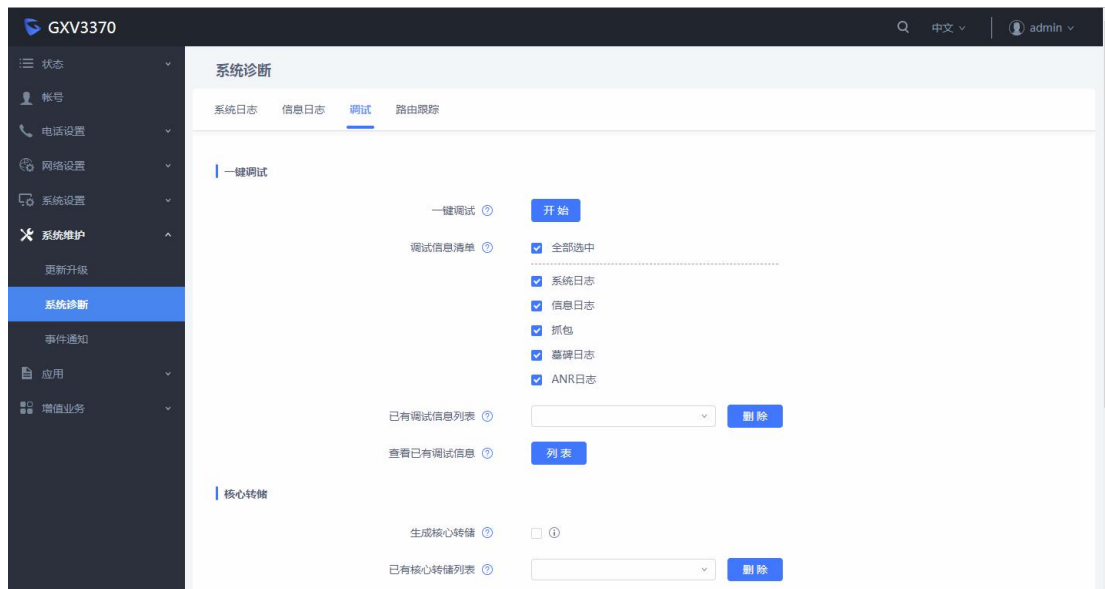 GXV3370
中文
admin
状态
帐号
电话设置
网络设置
系统设置
系统维护
更新升级
系统诊断
事件通知
应用
增值业务
系统诊断
系统日志 信息日志 调试 路由跟踪
一键调试
一键调试 开始
调试信息清单 全部选中
系统日志
信息日志
抓包
墓碑日志
ANR日志
已有调试信息列表 删除
查看已有调试信息 列表
核心转储
生成核心转储
已有核心转储列表 删除